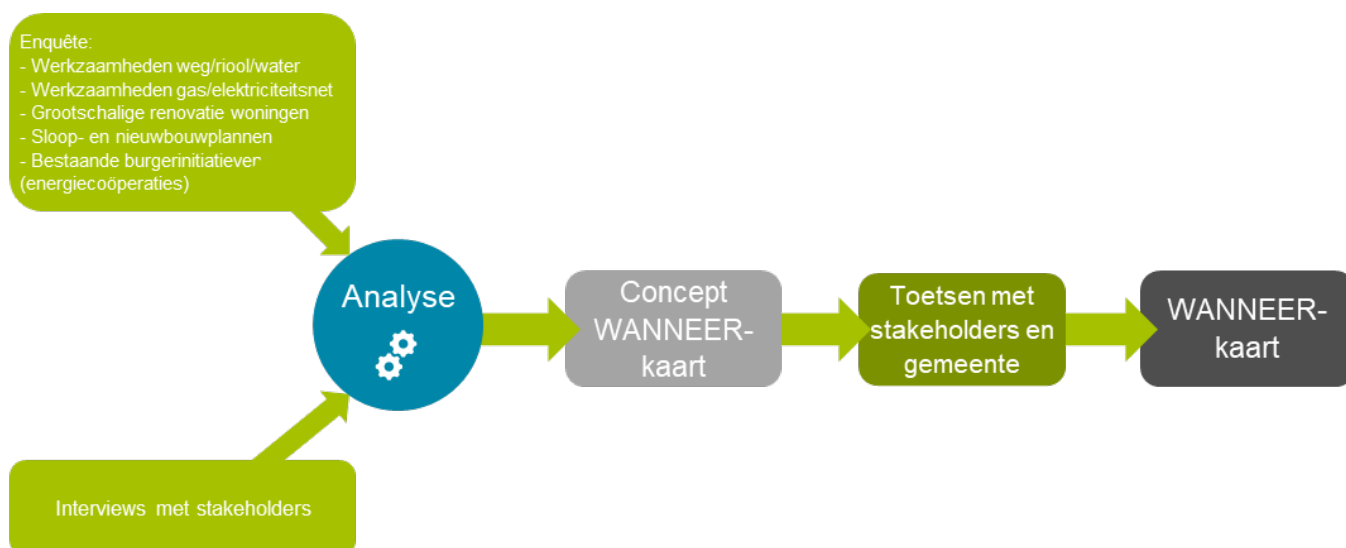 Enquête:
- Werkzaamheden weg/riool/water
- Werkzaamheden gas/elektriciteitsnet
- Grootschalige renovatie woningen
- Sloop- en nieuwbouwplannen
- Bestaande burgerinitiatieven
(energiecoöperaties)
Analyse
Concept
WANNEER-
kaart
Toetsen met
stakeholders en
gemeente
WANNEER-
kaart
Interviews met stakeholders